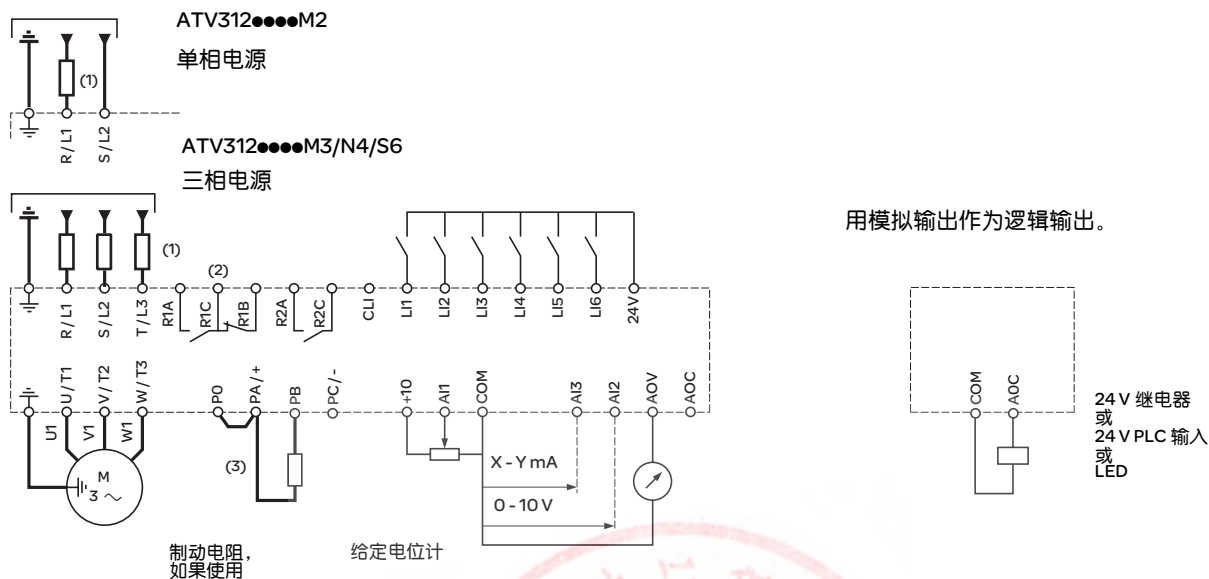 ATV312●●●●M2
单相电源
(1)
R/L1
S/L2
ATV312●●●●M3/N4/S6
三相电源
(1)
(2)
R/L1
S/L2
T/L3
R1A
R1C
R1B
R2A
R2C
CLI
LI1
LI2
LI3
LI4
LI5
LI6
24V
U/T1
V/T2
W/T3
P0
PA/+
PB
PC/-
+10
AI1
COM
AI3
AI2
AOV
AOC
U1
V1
W1
M
3 ~
(3)
X - Y mA
0 - 10 V
制动电阻，
如果使用
给定电位计
用模拟输出作为逻辑输出。
COM
AOC
24 V 继电器
或
24 V PLC 输入
或
LED